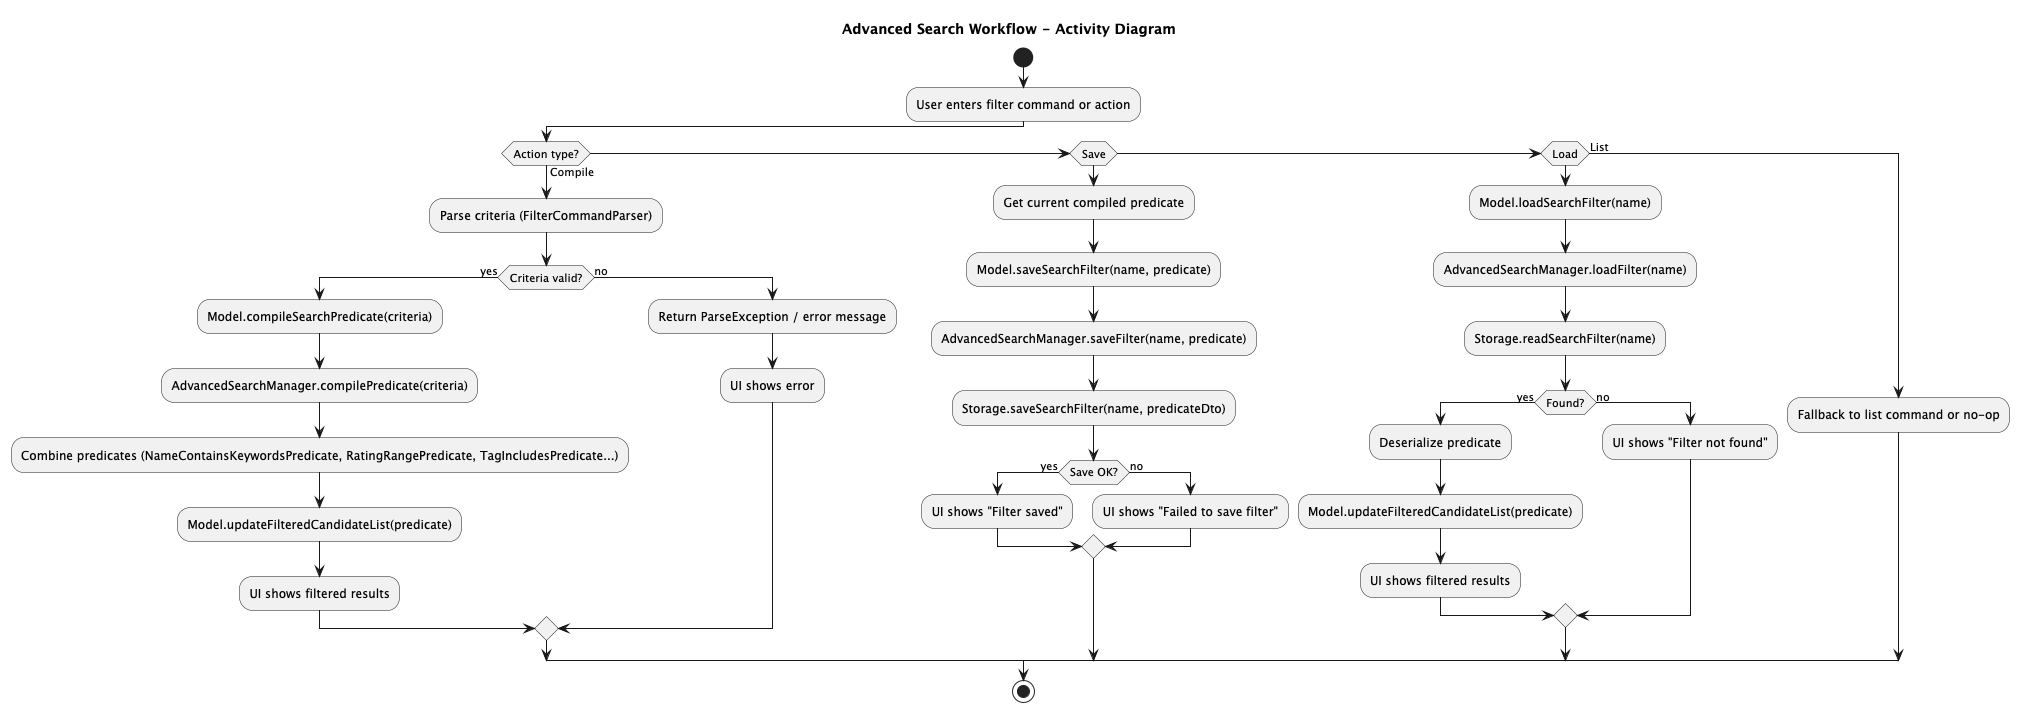 Advanced Search Workflow - Activity Diagram
User enters filter command or action
Action type?
Compile
Parse criteria (FilterCommandParser)
Criteria valid?
yes
no
Model.compileSearchPredicate(criteria)
AdvancedSearchManager.compilePredicate(criteria)
Combine predicates (NameContainsKeywordsPredicate, RatingRangePredicate, TagIncludesPredicate...)
Model.updateFilteredCandidateList(predicate)
UI shows filtered results
Return ParseException / error message
UI shows error
Save
Get current compiled predicate
Model.saveSearchFilter(name, predicate)
AdvancedSearchManager.saveFilter(name, predicate)
Storage.saveSearchFilter(name, predicateDto)
Save OK?
yes
no
UI shows "Filter saved"
UI shows "Failed to save filter"
Load
Model.loadSearchFilter(name)
AdvancedSearchManager.loadFilter(name)
Storage.readSearchFilter(name)
Found?
yes
no
Deserialize predicate
Model.updateFilteredCandidateList(predicate)
UI shows filtered results
UI shows "Filter not found"
List
Fallback to list command or no-op